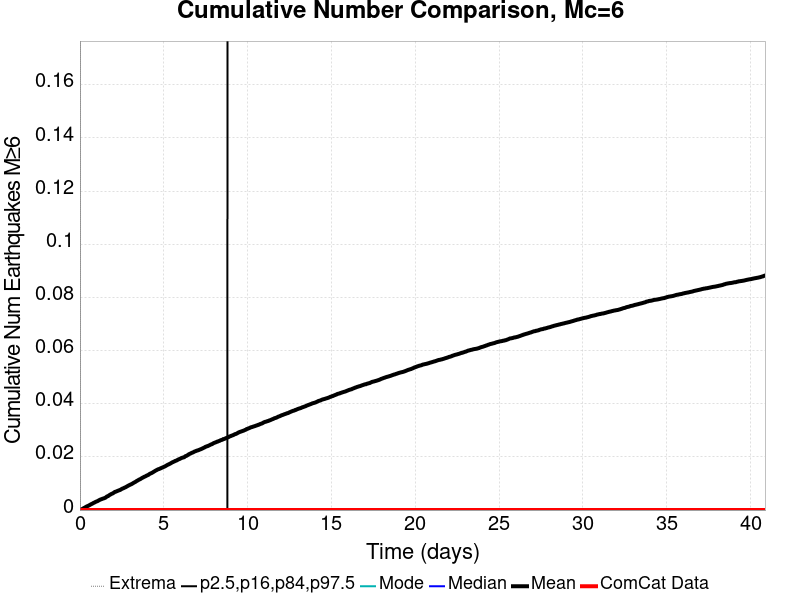 Cumulative Number Comparison, Mc=6
Cumulative Num Earthquakes M≥6
0.16
0.14
0.12
0.1
0.08
0.06
0.04
0.02
0
0 5 10 15 20 25 30 35 40
Time (days)
Extrema p2.5,p16,p84,p97.5 Mode Median Mean ComCat Data